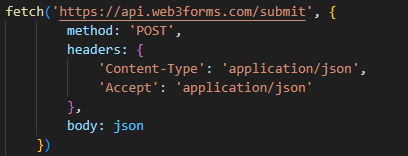 fetch('https://api.web3forms.com/submit', {
method: 'POST',
headers: {
'Content-Type': 'application/json',
'Accept': 'application/json'
},
body: json
})